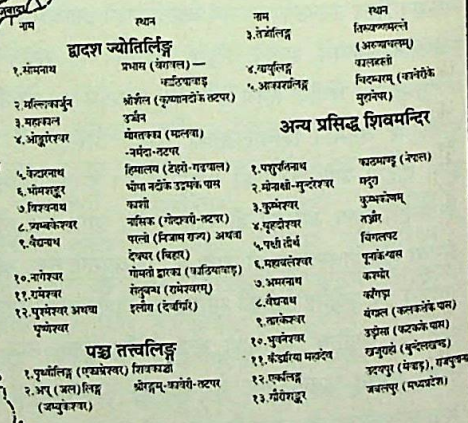 नाम स्थान
द्वादश ज्योतिर्लिङ्ग
१.सोमनाथ प्रभास (वेरावल)—
काठियावाड़
२.मल्लिकार्जुन श्रीशैल (कृष्णानदीके तटपर)
३.महाकाल उज्जैन
४.ओङ्कारेश्वर मोरतक्का (मालवा)
-नर्मदा-तटपर
५.केदारनाथ हिमालय (टेहरी-गढ़वाल)
६.भीमशङ्कर भीमा नदीके उद्गमके पास
७.विश्वनाथ काशी
८.त्र्यम्बकेश्वर नासिक (गोदावरी-तटपर)
९.वैद्यनाथ परली (निजाम राज्य) अथवा
देवघर (बिहार)
१०.नागेश्वर गोमती द्वारका (काठियावाड़)
११.रामेश्वर सेतुबन्ध (रामेश्वरम्)
१२.घुश्मेश्वर अथवा इलौरा (देवगिरि)
घृष्णेश्वर
पञ्च तत्त्वलिङ्ग
१.पृथ्वीलिङ्ग (एकाम्रेश्वर) शिवकाञ्ची
२.अप् (जल)लिङ्ग श्रीरङ्गम्-कावेरी-तटपर
(जम्बुकेश्वर)
नाम स्थान
३.तेजोलिङ्ग तिरुवण्णमल्लै
(अरुणाचलम्)
४.वायुलिङ्ग कालहस्ती
५.आकाशलिङ्ग चिदम्बरम् (कावेरीके
मुहानेपर)
अन्य प्रसिद्ध शिवमन्दिर
१.पशुपतिनाथ काठमाण्डू (नेपाल)
२.मीनाक्षी-सुन्दरेश्वर मदुरा
३.कुम्भेश्वर कुम्भकोणम्
४.बृहदीश्वर तञ्जौर
५.पक्षी तीर्थ चिंगलपट
६.महाबलेश्वर पूनाके पास
७.अमरनाथ कश्मीर
८.वैद्यनाथ काँगड़ा
९.तारकेश्वर बंगाल (कलकत्तेके पास)
१०.भुवनेश्वर उड़ीसा (कटकके पास)
११.कंडारिया महादेव खजुराहो (बुन्देलखण्ड)
१२.एकलिङ्ग उदयपुर (मेवाड़), राजपूताना
१३.गौरीशङ्कर जबलपुर (मध्यप्रदेश)